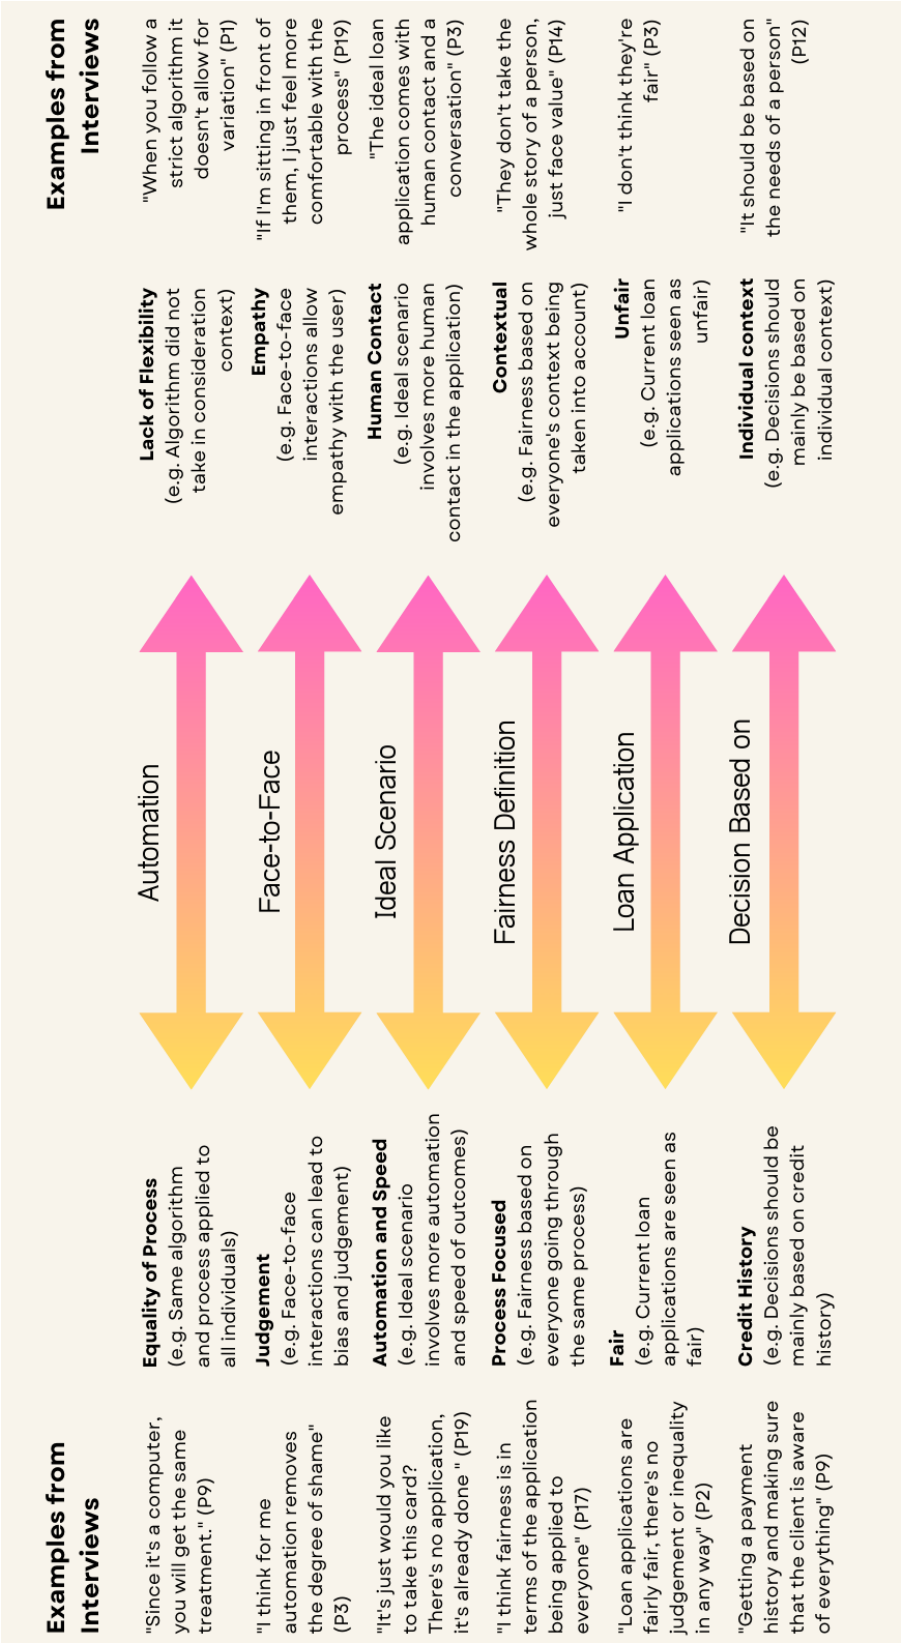 Examples from
Interviews
Examples from
Interviews
"Since it's a computer,
you will get the same
treatment." (P9)
Equality of Process
(e.g. Same algorithm
and process applied to
all individuals)
Automation
Lack of Flexibility
(e.g. Algorithm did not
take in consideration
context)
"When you follow a
strict algorithm it
doesn't allow for
variation" (P1)
"I think for me
automation removes
the degree of shame"
(P3)
Judgement
(e.g. Face-to-face
interactions can lead to
bias and judgement)
Face-to-Face
Empathy
(e.g. Face-to-face
interactions allow
empathy with the user)
"If I'm sitting in front of
them, I just feel more
comfortable with the
process" (P19)
"It's just would you like
to take this card?
There's no application,
it's already done " (P19)
Automation and Speed
(e.g. Ideal scenario
involves more automation
and speed of outcomes)
Ideal Scenario
Human Contact
(e.g. Ideal scenario
involves more human
contact in the application)
"The ideal loan
application comes with
human contact and a
conversation" (P3)
"I think fairness is in
terms of the application
being applied to
everyone" (P17)
Process Focused
(e.g. Fairness based on
everyone going through
the same process)
Fairness Definition
Contextual
(e.g. Fairness based on
everyone's context being
taken into account)
"They don't take the
whole story of a person,
just face value" (P14)
"Loan applications are
fairly fair, there's no
judgement or inequality
in any way" (P2)
Fair
(e.g. Current loan
applications are seen as
fair)
Loan Application
Unfair
(e.g. Current loan
applications seen as
unfair)
"I don't think they're
fair" (P3)
"Getting a payment
history and making sure
that the client is aware
of everything" (P9)
Credit History
(e.g. Decisions should be
mainly based on credit
history)
Decision Based on
Individual context
(e.g. Decisions should
mainly be based on
individual context)
"It should be based on
the needs of a person"
(P12)